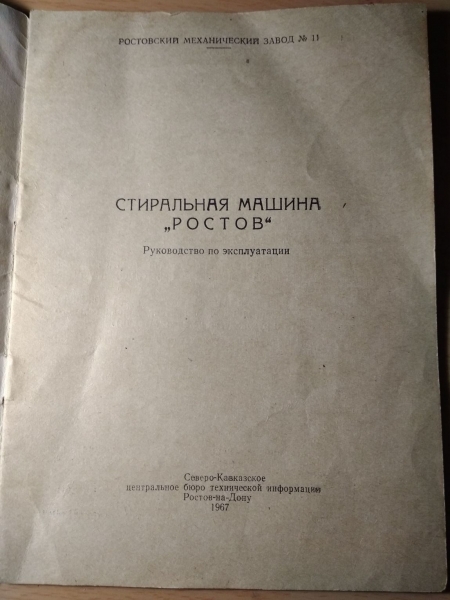 РОСТОВСКИЙ МЕХАНИЧЕСКИЙ ЗАВОД № 11
СТИРАЛЬНАЯ МАШИНА
„РОСТОВ“
Руководство по эксплуатации
Северо-Кавказское
центральное бюро технической информации
Ростов-на-Дону
1967